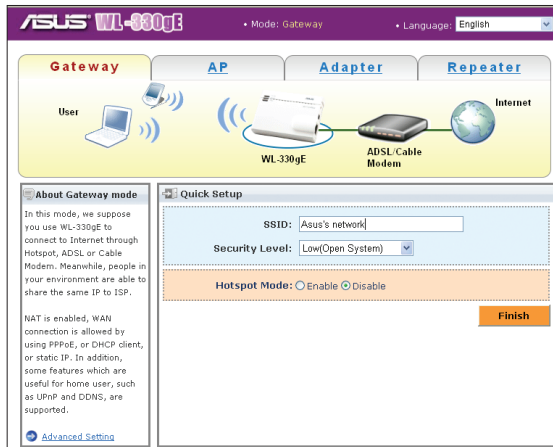 ASUS WL-330gE
• Mode: Gateway
• Language: English
Gateway
AP
Adapter
Repeater
User
Internet
WL-330gE
ADSL/Cable
Modem
About Gateway mode
In this mode, we suppose
you use WL-330gE to
connect to Internet through
Hotspot, ADSL or Cable
Modem. Meanwhile, people in
your environment are able to
share the same IP to ISP.
NAT is enabled, WAN
connection is allowed by
using PPPoE, or DHCP client,
or static IP. In addition,
some features which are
useful for home user, such
as UPnP and DDNS, are
supported.
Advanced Setting
Quick Setup
SSID: Asus's network
Security Level: Low(Open System)
Hotspot Mode: Enable Disable
Finish